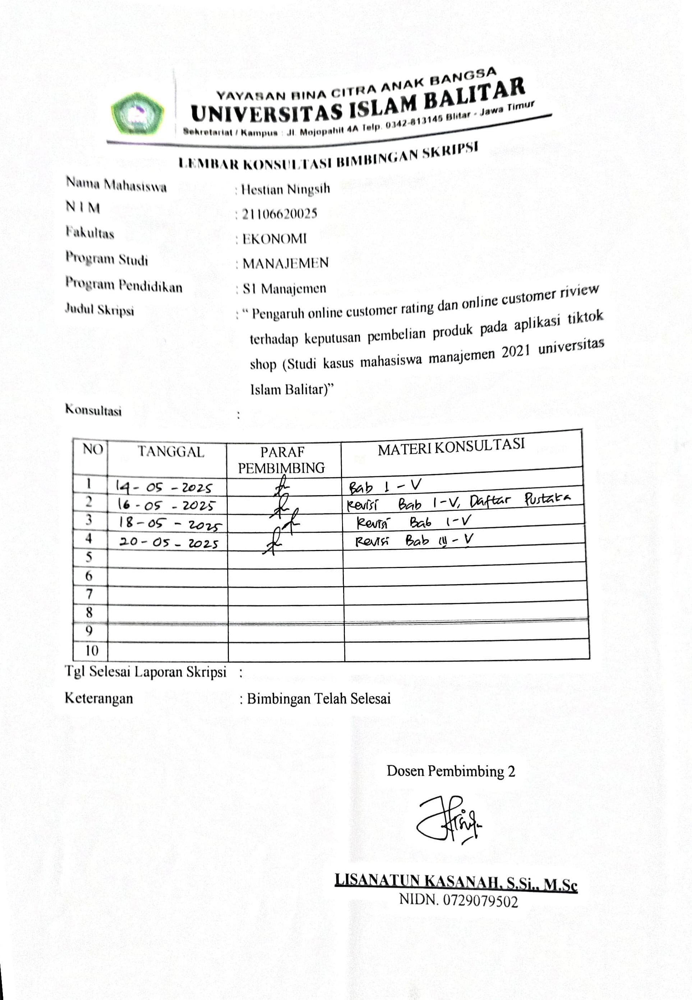 YAYASAN BINA CITRA ANAK BANGSA
UNIVERSITAS ISLAM BALITAR
Sekretariat / Kampus : Jl. Mojopahit 4A Telp. 0342-813145 Blitar - Jawa Timur
LEMBAR KONSULTASI BIMBINGAN SKRIPSI
Nama Mahasiswa : Hestian Ningsih
N I M : 21106620025
Fakultas : EKONOMI
Program Studi : MANAJEMEN
Program Pendidikan : S1 Manajemen
Judul Skripsi : “ Pengaruh online customer rating dan online customer riview
terhadap keputusan pembelian produk pada aplikasi tiktok
shop (Studi kasus mahasiswa manajemen 2021 universitas
Islam Balitar)”
Konsultasi :
NO TANGGAL PARAF PEMBIMBING MATERI KONSULTASI
1 14-05-2025 Bab I - V
2 16-05-2025 Revisi Bab I-V, Daftar Pustaka
3 18-05-2025 Revisi Bab I-V
4 20-05-2025 Revisi Bab III - V
5
6
7
8
9
10
Tgl Selesai Laporan Skripsi :
Keterangan : Bimbingan Telah Selesai
Dosen Pembimbing 2
LISANATUN KASANAH, S.Si., M.Sc
NIDN. 0729079502